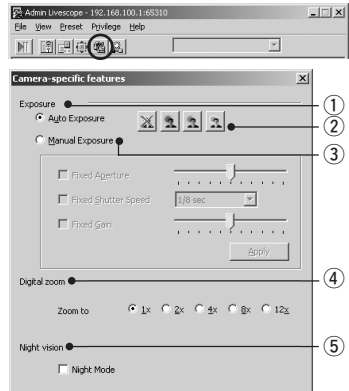 Admin Livescope - 192.168.100.1:65310
File View Preset Privilege Help
Camera-specific features
Exposure
①
Auto Exposure
②
Manual Exposure
③
Fixed Aperture
Fixed Shutter Speed 1/8 sec
Fixed Gain
Apply
Digital zoom
④
Zoom to 1x 2x 4x 8x 12x
Night vision
⑤
Night Mode